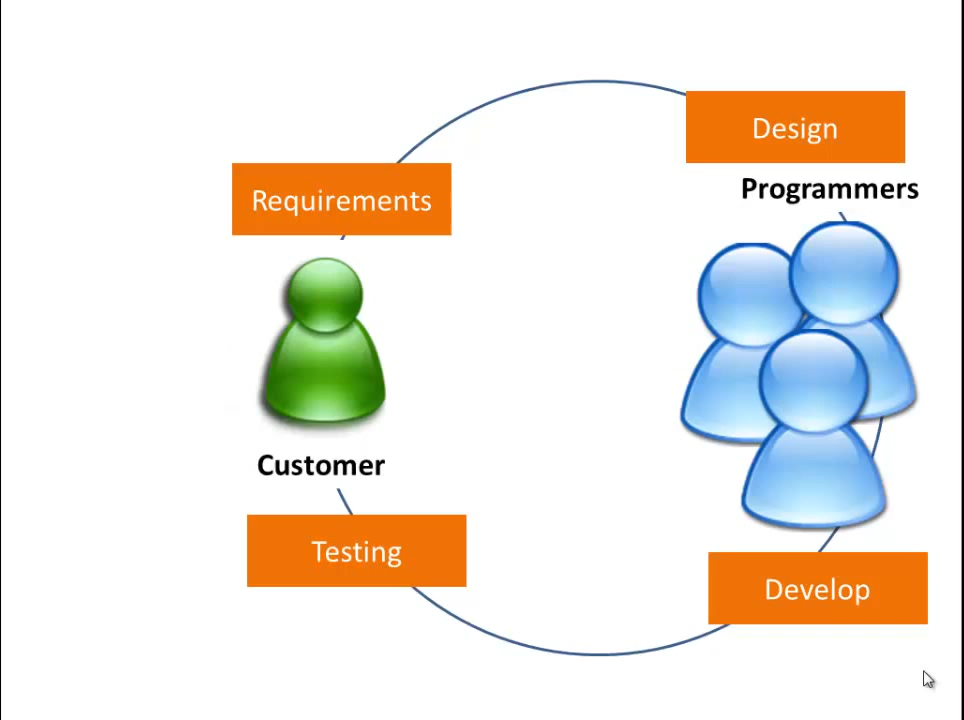 Design
Programmers
Requirements
Customer
Testing
Develop